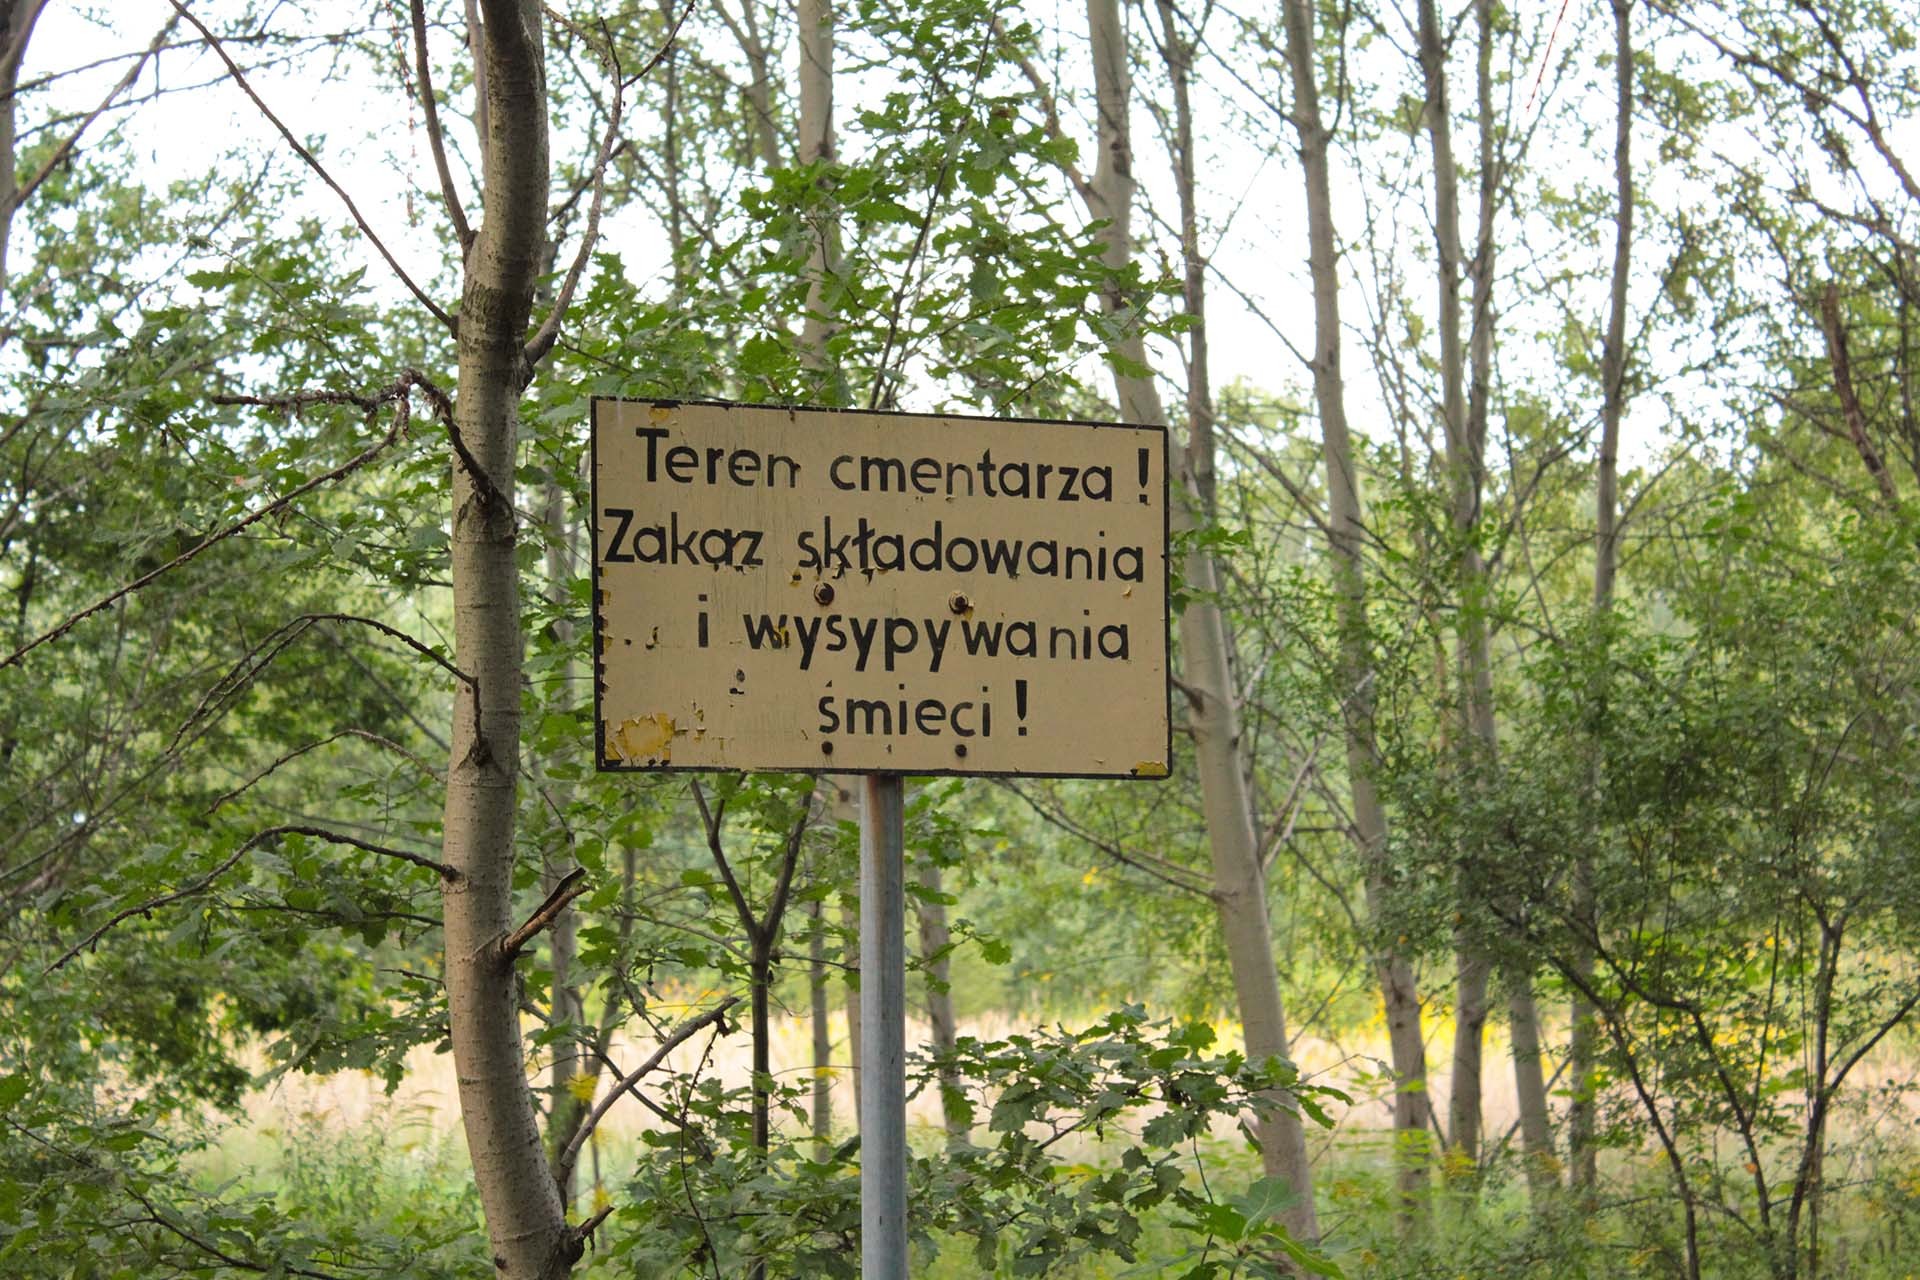 Teren cmentarza !
Zakaz składowania
i wysypywania
śmieci !